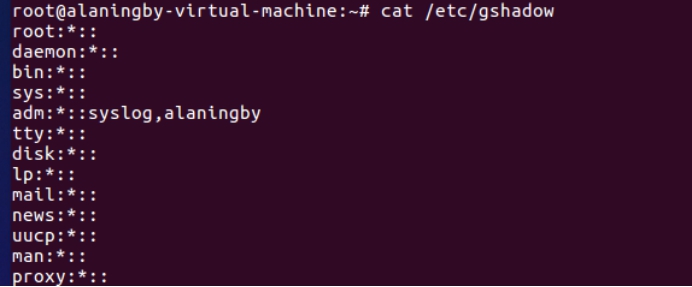 root@alaningby-virtual-machine:~# cat /etc/gshadow
root:*::
daemon:*::
bin:*::
sys:*::
adm:*::syslog,alaningby
tty:*::
disk:*::
lp:*::
mail:*::
news:*::
uucp:*::
man:*::
proxy:*::